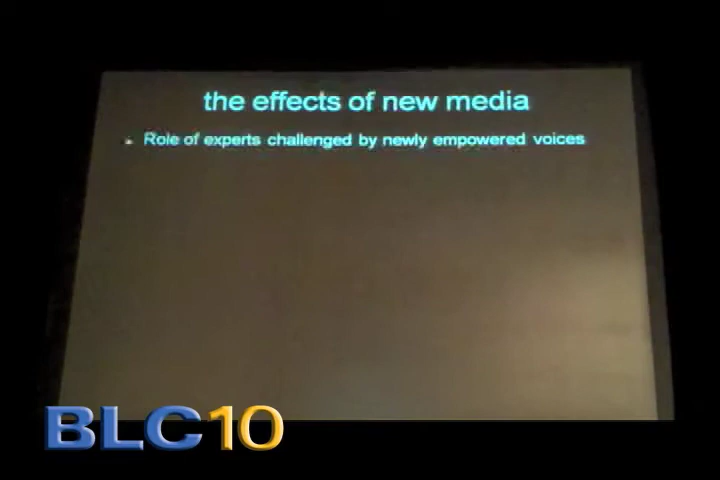 the effects of new media
Role of experts challenged by newly empowered voices
BLC10